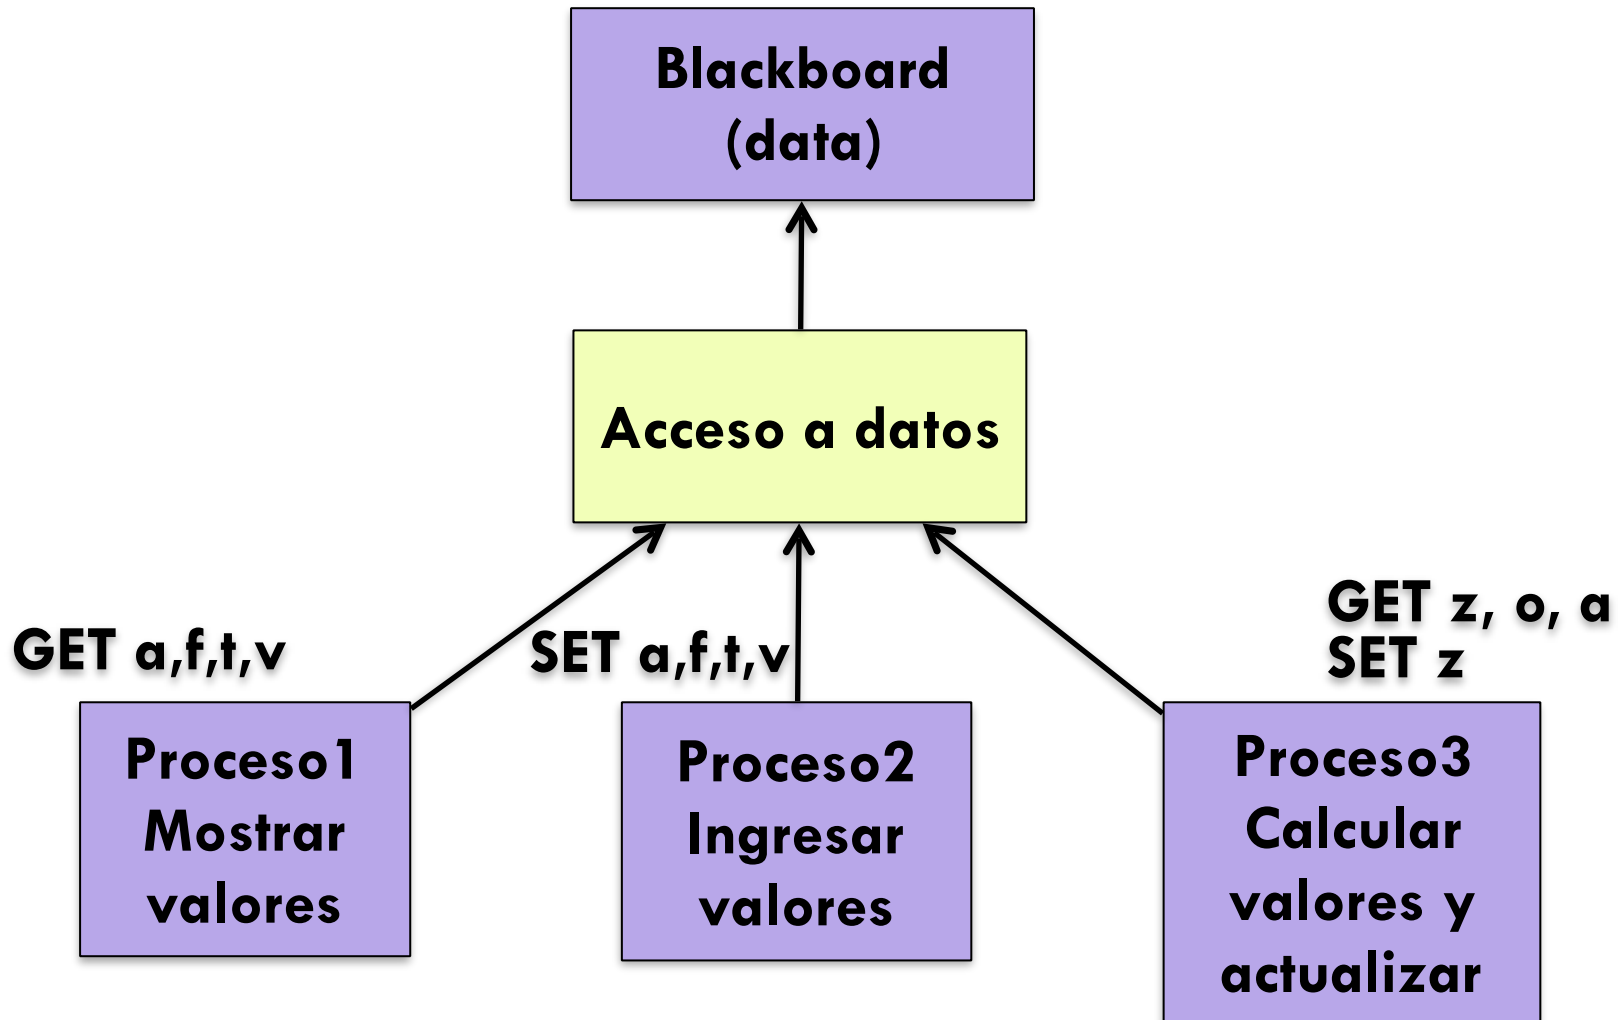 Blackboard
(data)
Acceso a datos
GET a,f,t,v
SET a,f,t,v
GET z, o, a
SET z
Proceso1
Mostrar
valores
Proceso2
Ingresar
valores
Proceso3
Calcular
valores y
actualizar